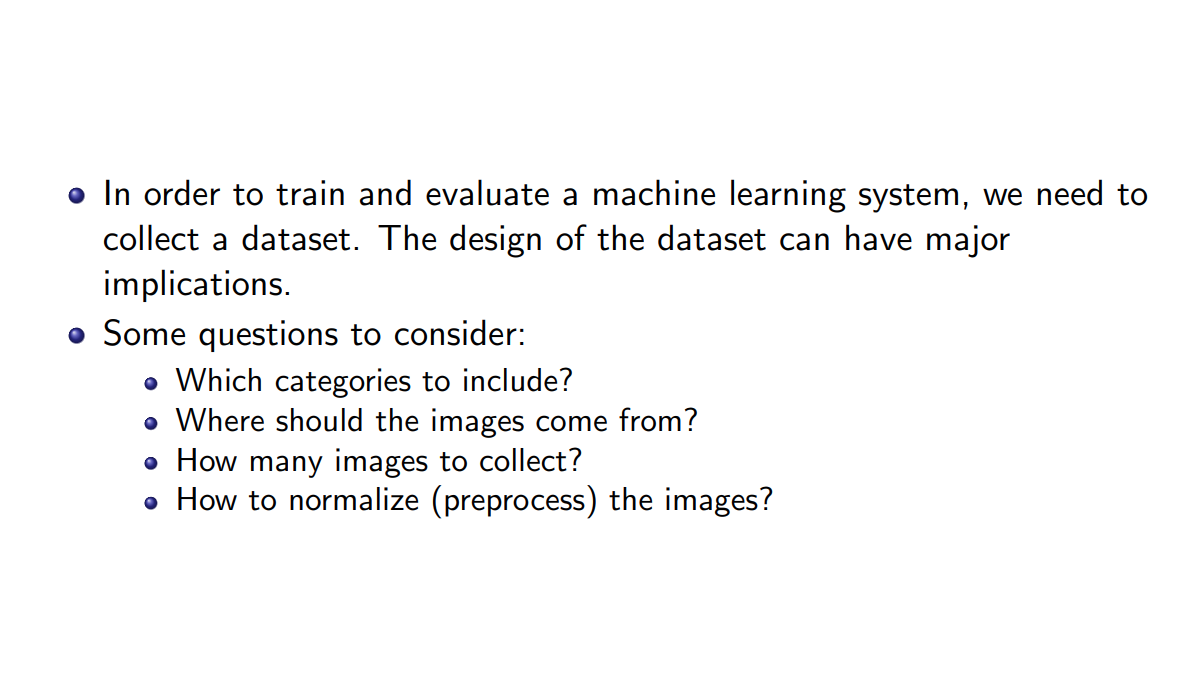 In order to train and evaluate a machine learning system, we need to
collect a dataset. The design of the dataset can have major
implications.
Some questions to consider:
Which categories to include?
Where should the images come from?
How many images to collect?
How to normalize (preprocess) the images?